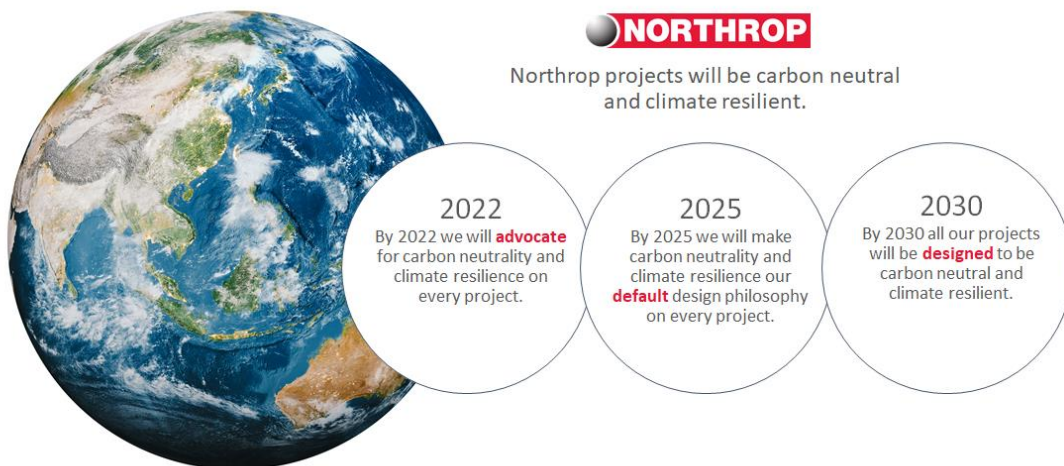 NORTHROP
Northrop projects will be carbon neutral
and climate resilient.
2022
By 2022 we will advocate
for carbon neutrality and
climate resilience on
every project.
2025
By 2025 we will make
carbon neutrality and
climate resilience our
default design philosophy
on every project.
2030
By 2030 all our projects
will be designed to be
carbon neutral and
climate resilient.